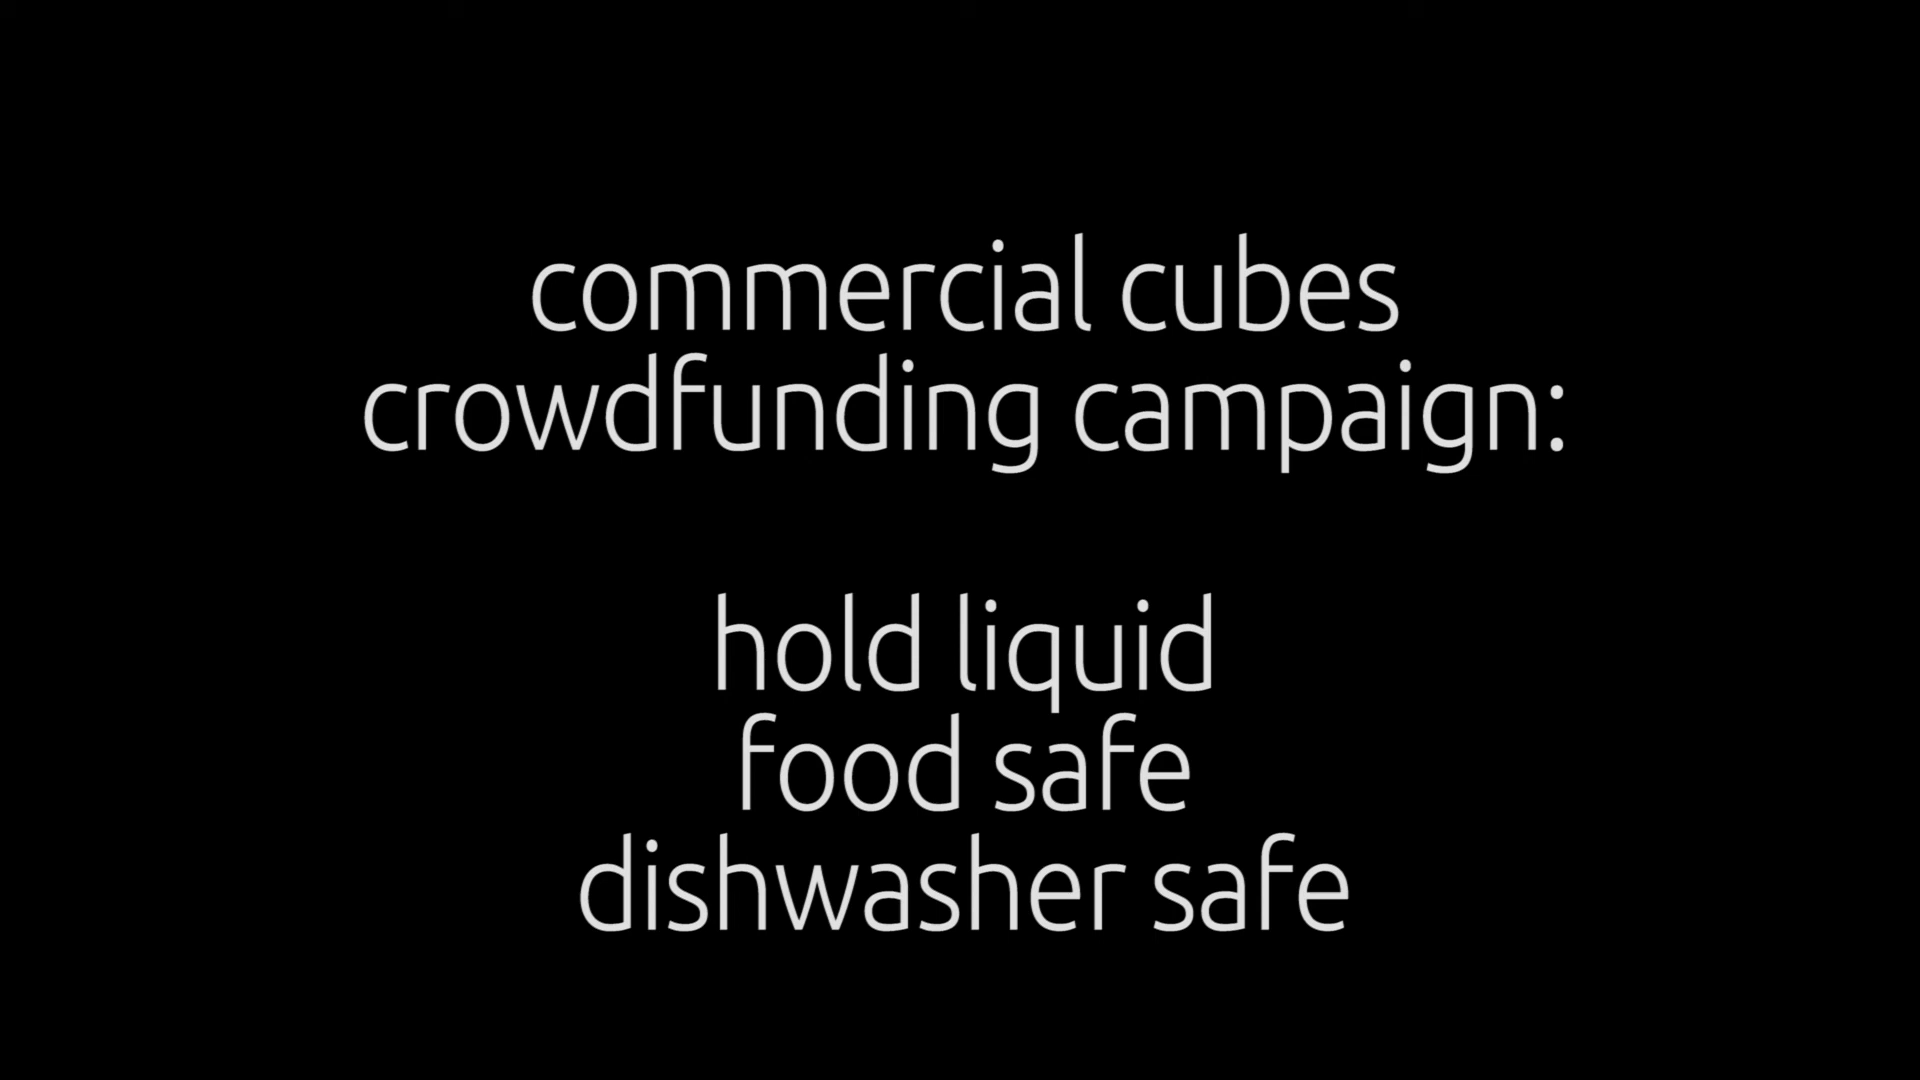 commercial cubes
crowdfunding campaign:
hold liquid
food safe
dishwasher safe